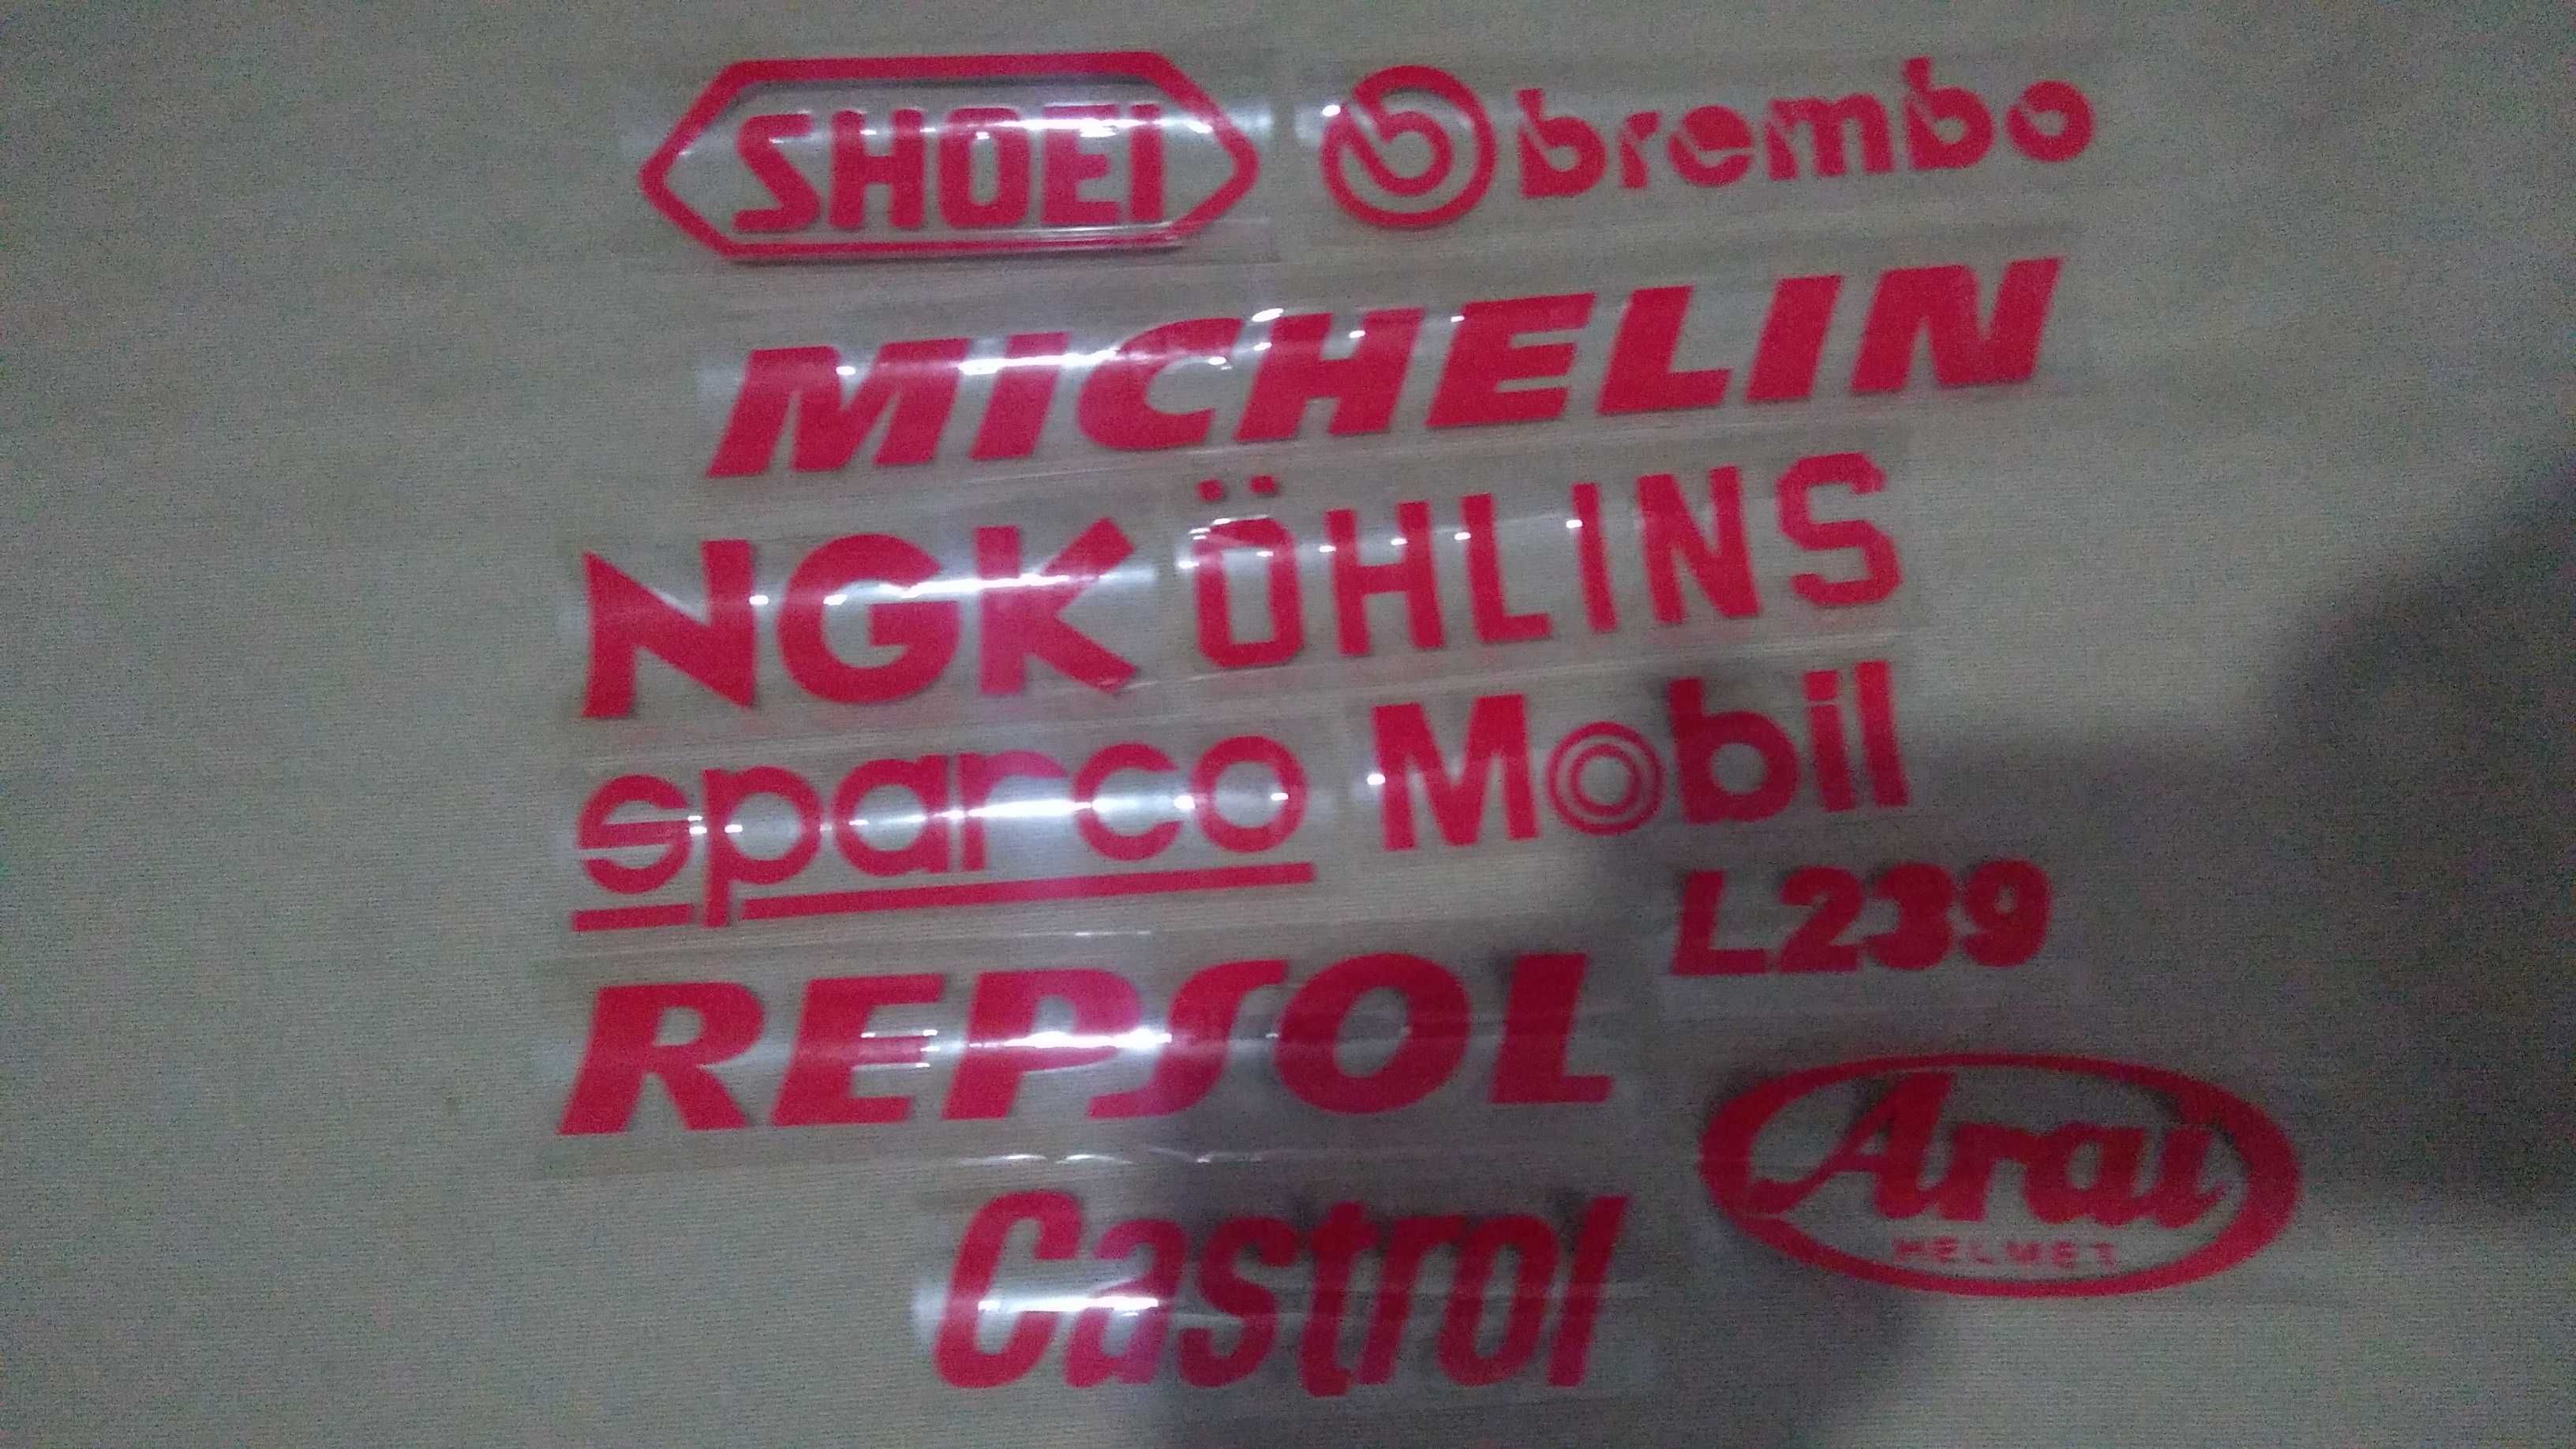 SHOEI brembo
MICHELIN
NGK ÖHLINS
sparco Mobil
L239
REPSOL
Arai
HELMET
Castrol